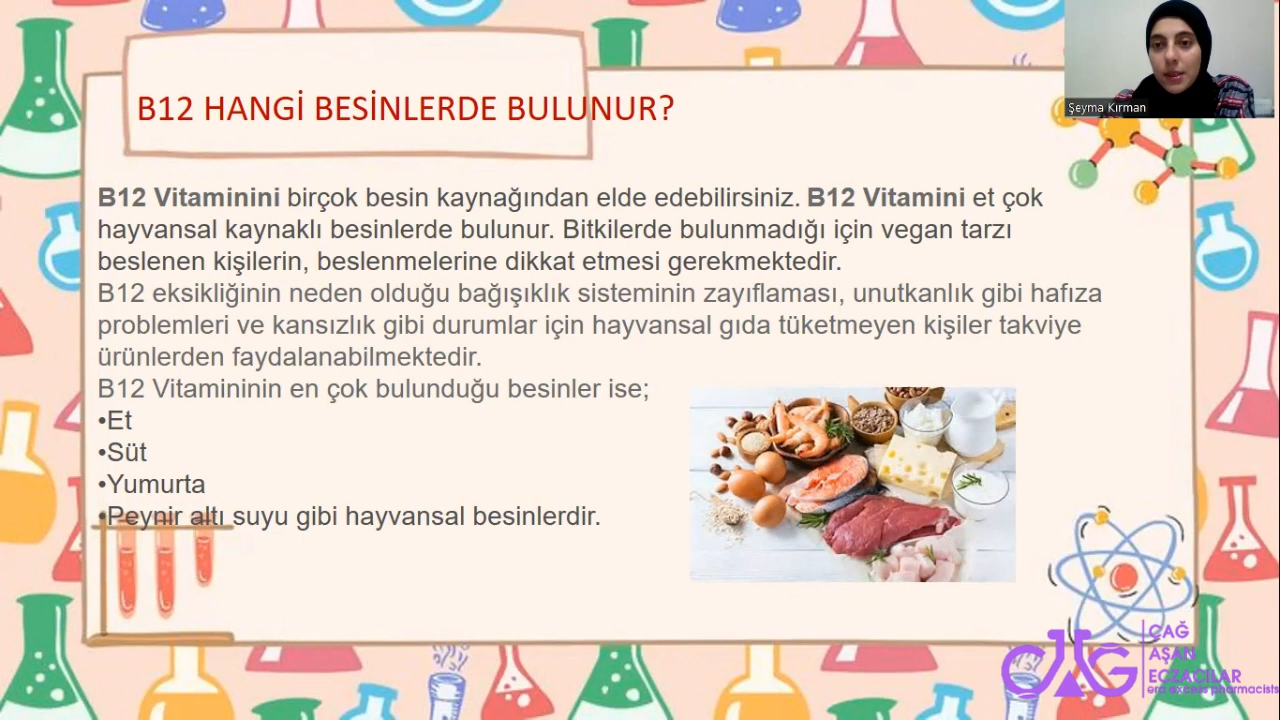 B12 HANGİ BESİNLERDE BULUNUR?
Şeyma Kırman
B12 Vitaminini birçok besin kaynağından elde edebilirsiniz. B12 Vitamini et çok
hayvansal kaynaklı besinlerde bulunur. Bitkilerde bulunmadığı için vegan tarzı
beslenen kişilerin, beslenmelerine dikkat etmesi gerekmektedir.
B12 eksikliğinin neden olduğu bağışıklık sisteminin zayıflaması, unutkanlık gibi hafıza
problemleri ve kansızlık gibi durumlar için hayvansal gıda tüketmeyen kişiler takviye
ürünlerden faydalanabilmektedir.
B12 Vitamininin en çok bulunduğu besinler ise;
•Et
•Süt
•Yumurta
•Peynir altı suyu gibi hayvansal besinlerdir.
ÇAĞ
ÇAĞ
AŞAN
ECZACILAR
era excess pharmacists